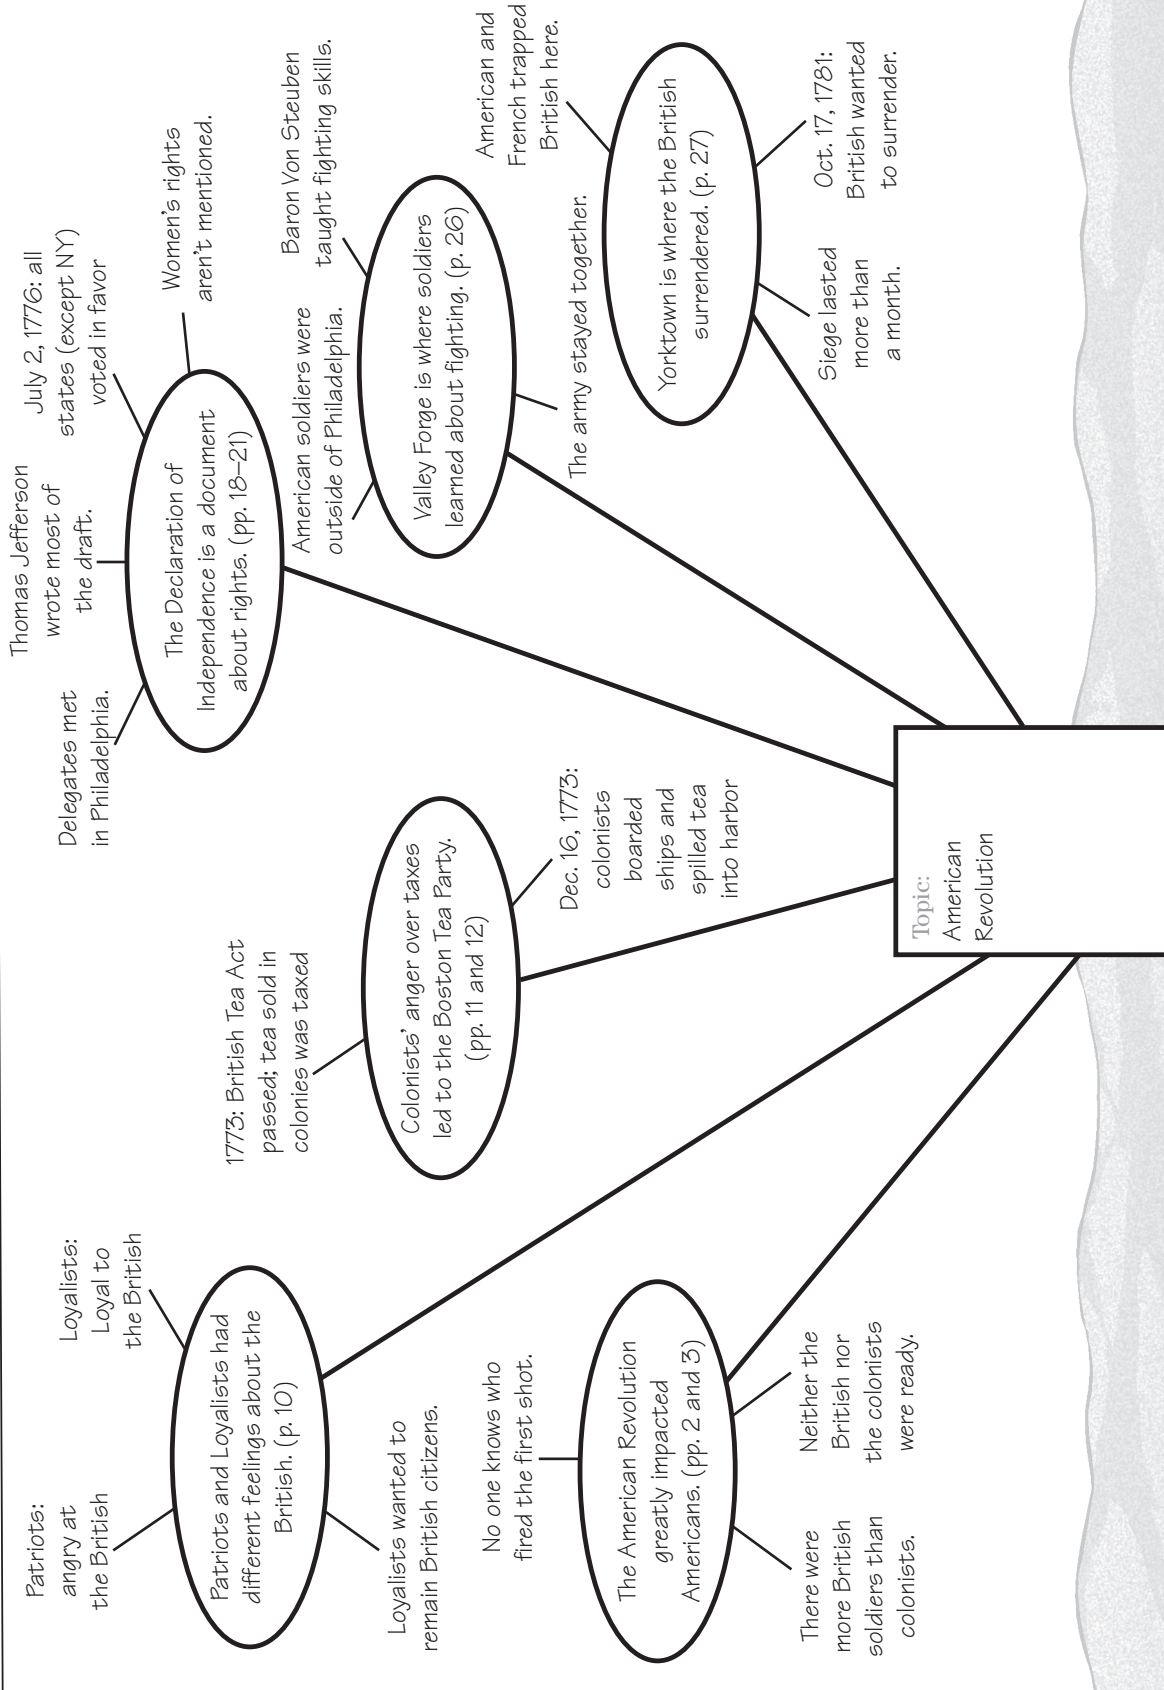 Patriots:
angry at
the British
Loyalists:
Loyal to
the British
Patriots and Loyalists had
different feelings about the
British. (p. 10)
Loyalists wanted to
remain British citizens.
No one knows who
fired the first shot.
The American Revolution
greatly impacted
Americans. (pp. 2 and 3)
There were
more British
soldiers than
colonists.
Neither the
British nor
the colonists
were ready.
1773: British Tea Act
passed; tea sold in
colonies was taxed
Colonists’ anger over taxes
led to the Boston Tea Party.
(pp. 11 and 12)
Dec. 16, 1773:
colonists
boarded
ships and
spilled tea
into harbor
Delegates met
in Philadelphia.
Thomas Jefferson
wrote most of
the draft.
July 2, 1776: all
states (except NY)
voted in favor
Women’s rights
aren’t mentioned.
The Declaration of
Independence is a document
about rights. (pp. 18–21)
American soldiers were
outside of Philadelphia.
Baron Von Steuben
taught fighting skills.
Valley Forge is where soldiers
learned about fighting. (p. 26)
The army stayed together.
American and
French trapped
British here.
Yorktown is where the British
surrendered. (p. 27)
Siege lasted
more than
a month.
Oct. 17, 1781:
British wanted
to surrender.
Topic:
American
Revolution